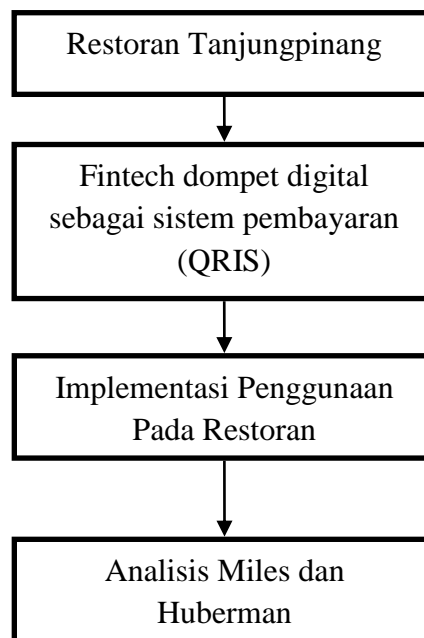 Restoran Tanjungpinang
Fintech dompet digital
sebagai sistem pembayaran
(QRIS)
Implementasi Penggunaan
Pada Restoran
Analisis Miles dan
Huberman